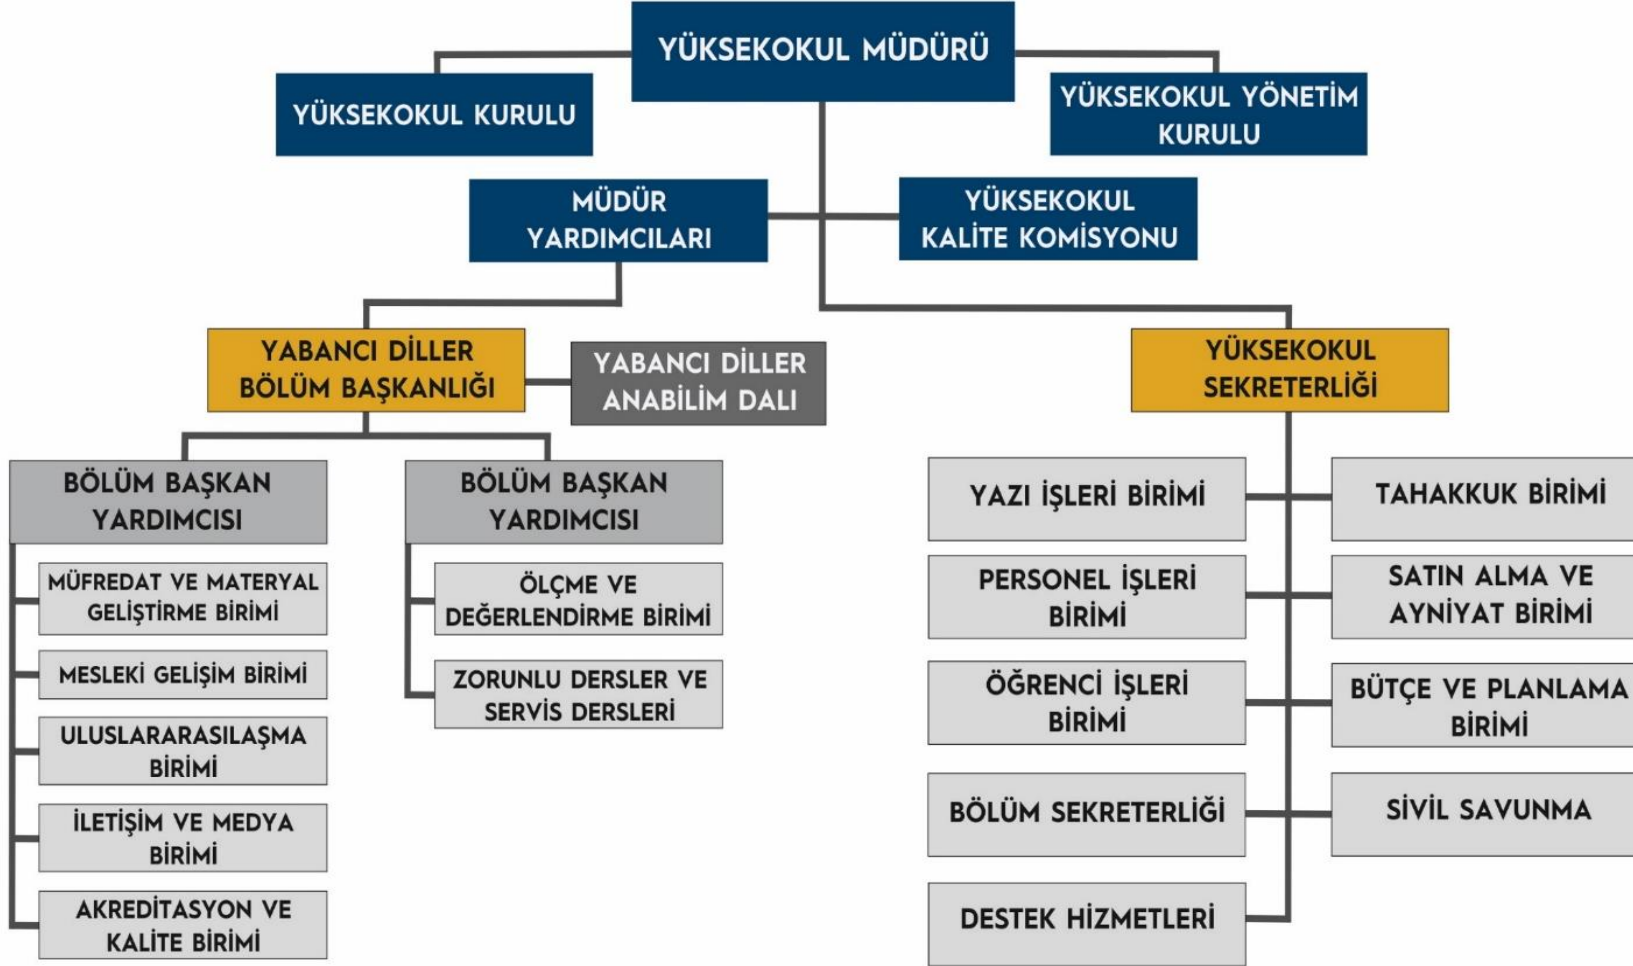 YÜKSEKOKUL MÜDÜRÜ
YÜKSEKOKUL KURULU
YÜKSEKOKUL YÖNETİM
KURULU
MÜDÜR
YARDIMCILARI
YÜKSEKOKUL
KALİTE KOMİSYONU
YABANCI DİLLER
BÖLÜM BAŞKANLIĞI
YABANCI DİLLER
ANABİLİM DALI
YÜKSEKOKUL
SEKRETERLİĞİ
BÖLÜM BAŞKAN
YARDIMCISI
MÜFREDAT VE MATERYAL
GELİŞTİRME BİRİMİ
MESLEKİ GELİŞİM BİRİMİ
ULUSLARARASILAŞMA
BİRİMİ
İLETİŞİM VE MEDYA
BİRİMİ
AKREDİTASYON VE
KALİTE BİRİMİ
BÖLÜM BAŞKAN
YARDIMCISI
ÖLÇME VE
DEĞERLENDİRME BİRİMİ
ZORUNLU DERSLER VE
SERVİS DERSLERİ
YAZI İŞLERİ BİRİMİ
TAHAKKUK BİRİMİ
PERSONEL İŞLERİ
BİRİMİ
SATIN ALMA VE
AYNİYAT BİRİMİ
ÖĞRENCİ İŞLERİ
BİRİMİ
BÜTÇE VE PLANLAMA
BİRİMİ
BÖLÜM SEKRETERLİĞİ
SİVİL SAVUNMA
DESTEK HİZMETLERİ